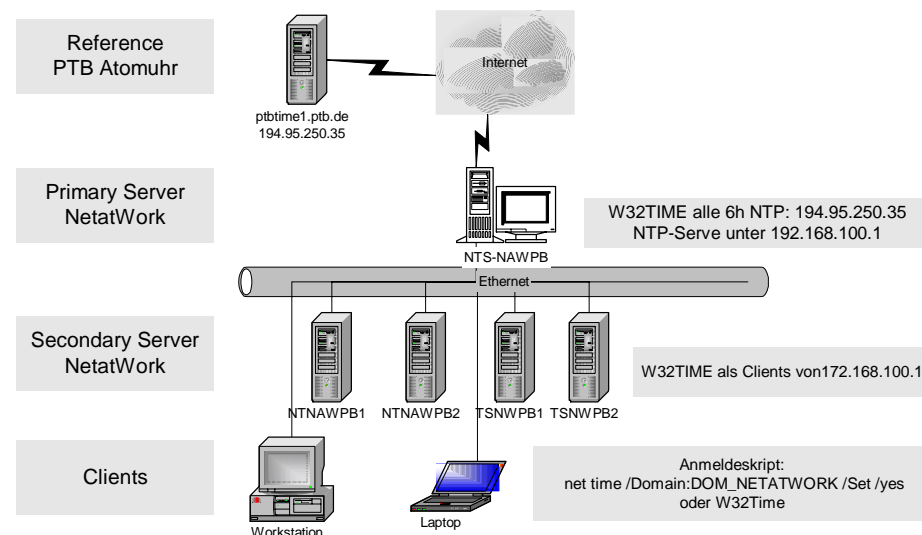 Reference
PTB Atomuhr
ptbtime1.ptb.de
194.95.250.35
Internet
Primary Server
NetatWork
W32TIME alle 6h NTP: 194.95.250.35
NTP-Serve unter 192.168.100.1
NTS-NAWPB
Ethernet
Secondary Server
NetatWork
NTNAWPB1
NTNAWPB2
TSNWPB1
TSNWPB2
W32TIME als Clients von172.168.100.1
Clients
Workstation
Laptop
Anmeldeskript:
net time /Domain:DOM_NETATWORK /Set /yes
oder W32Time